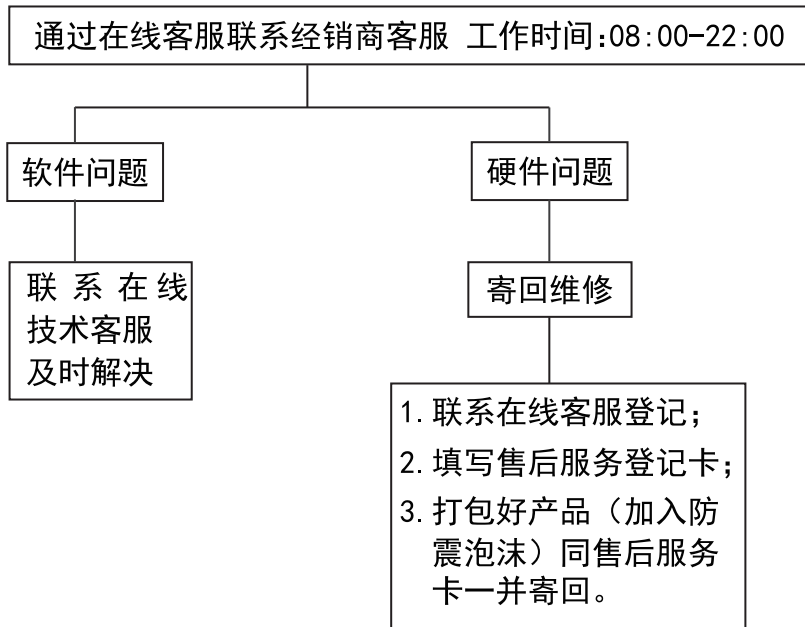 通过在线客服联系经销商客服 工作时间:08:00-22:00
软件问题
硬件问题
联系在线
技术客服
及时解决
寄回维修
1. 联系在线客服登记;
2. 填写售后服务登记卡;
3. 打包好产品（加入防
震泡沫）同售后服务
卡一并寄回。